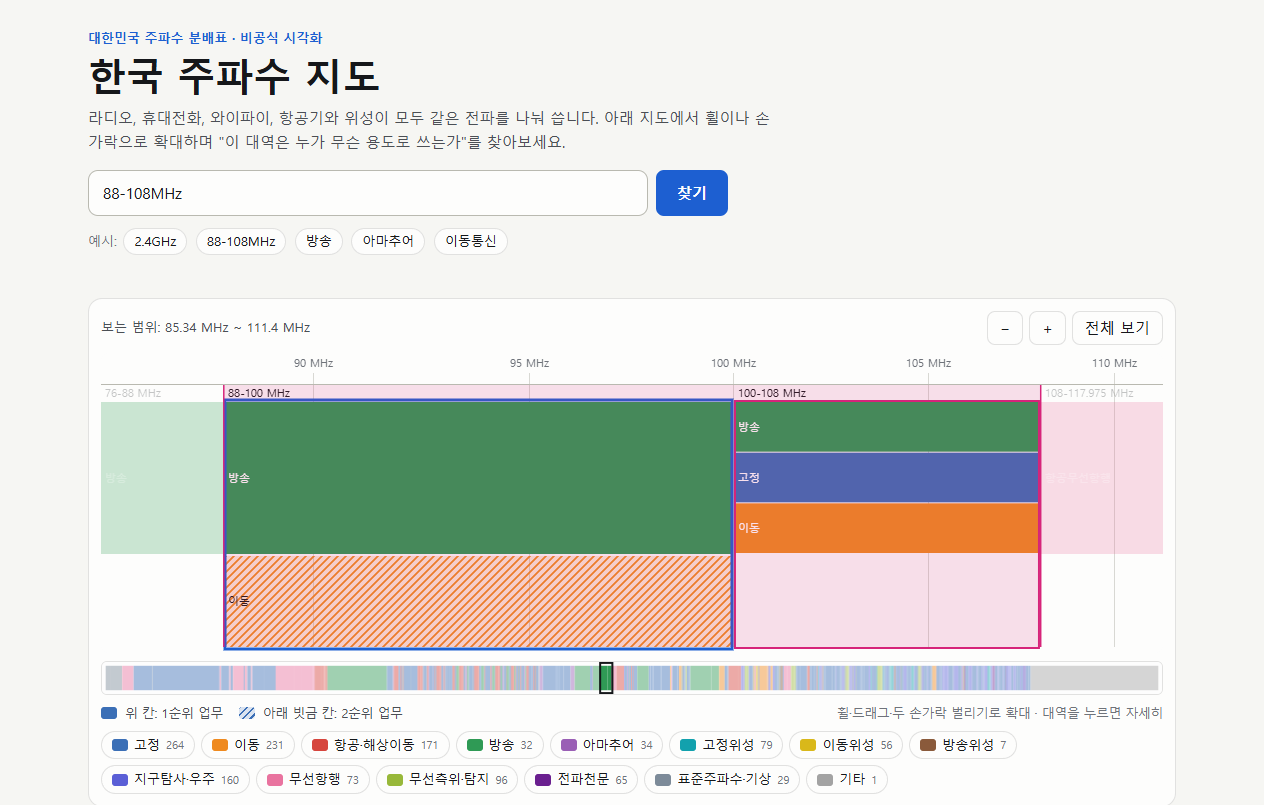 대한민국 주파수 분배표 · 비공식 시각화
한국 주파수 지도
라디오, 휴대전화, 와이파이, 항공기와 위성이 모두 같은 전파를 나눠 씁니다. 아래 지도에서 휠이나 손
가락으로 확대하며 "이 대역은 누가 무슨 용도로 쓰는가"를 찾아보세요.
88-108MHz 찾기
예시: 2.4GHz 88-108MHz 방송 아마추어 이동통신
보는 범위: 85.34 MHz ~ 111.4 MHz − + 전체 보기
90 MHz 95 MHz 100 MHz 105 MHz 110 MHz
76-88 MHz 88-100 MHz 100-108 MHz 108-117.975 MHz
방송
방송 방송 고정
이동
이동
위 칸: 1순위 업무 아래 빗금 칸: 2순위 업무 휠·드래그·두 손가락 벌리기로 확대 · 대역을 누르면 자세히
고정 264 이동 231 항공·해상이동 171 방송 32 아마추어 34 고정위성 79 이동위성 56 방송위성 7
지구탐사·우주 160 무선항행 73 무선측위·탐지 96 전파천문 65 표준주파수·기상 29 기타 1